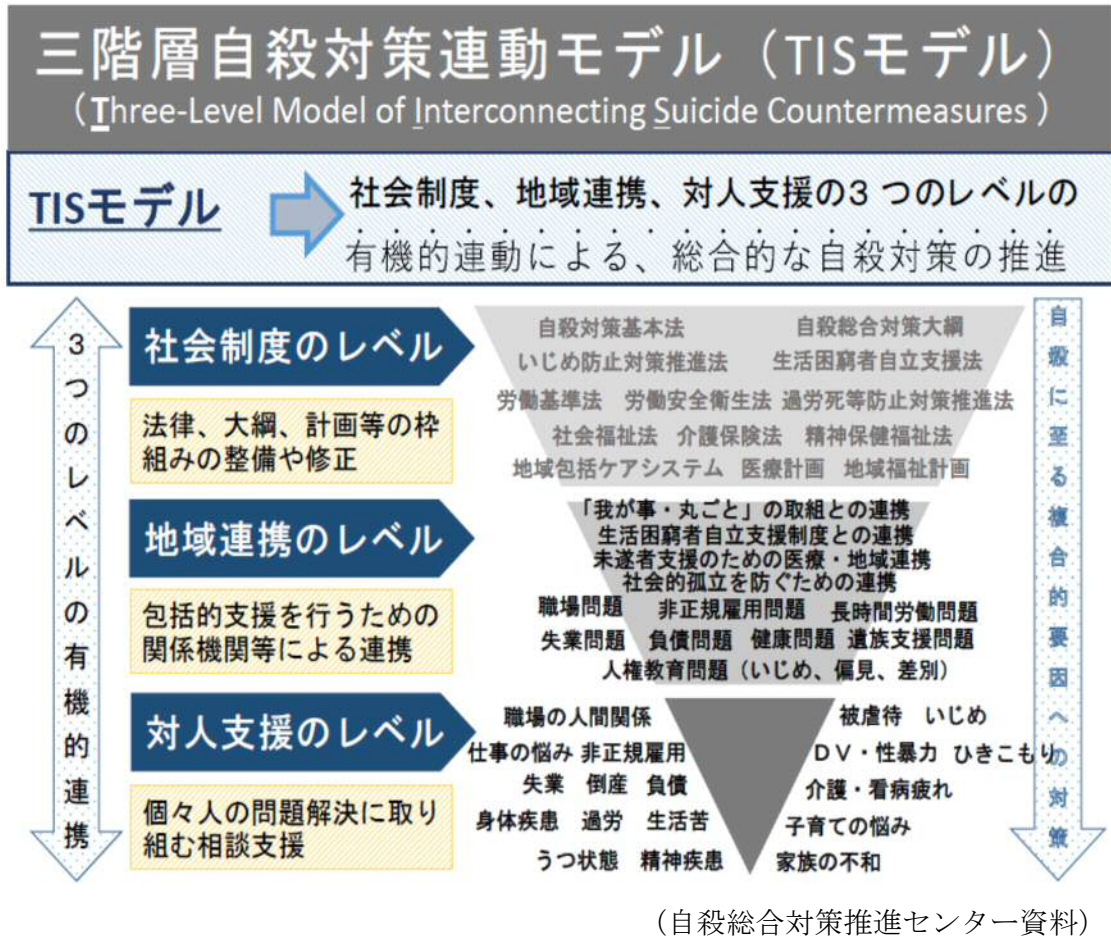 三階層自殺対策連動モデル（TISモデル）
（Three-Level Model of Interconnecting Suicide Countermeasures）
TISモデル
社会制度、地域連携、対人支援の3つのレベルの
有機的連動による、総合的な自殺対策の推進
3つのレベルの有機的連携
社会制度のレベル
法律、大綱、計画等の枠
組みの整備や修正
自殺対策基本法 自殺総合対策大綱
いじめ防止対策推進法 生活困窮者自立支援法
労働基準法 労働安全衛生法 過労死等防止対策推進法
社会福祉法 介護保険法 精神保健福祉法
地域包括ケアシステム 医療計画 地域福祉計画
地域連携のレベル
包括的支援を行うための
関係機関等による連携
「我が事・丸ごと」の取組との連携
生活困窮者自立支援制度との連携
未遂者支援のための医療・地域連携
社会的孤立を防ぐための連携
職場問題 非正規雇用問題 長時間労働問題
失業問題 負債問題 健康問題 遺族支援問題
人権教育問題（いじめ、偏見、差別）
対人支援のレベル
個々人の問題解決に取り
組む相談支援
職場の人間関係 被虐待 いじめ
仕事の悩み 非正規雇用 DV・性暴力 ひきこもり
失業 倒産 負債 介護・看病疲れ
身体疾患 過労 生活苦 子育ての悩み
うつ状態 精神疾患 家族の不和
自殺に至る複合的要因への対策
（自殺総合対策推進センター資料）